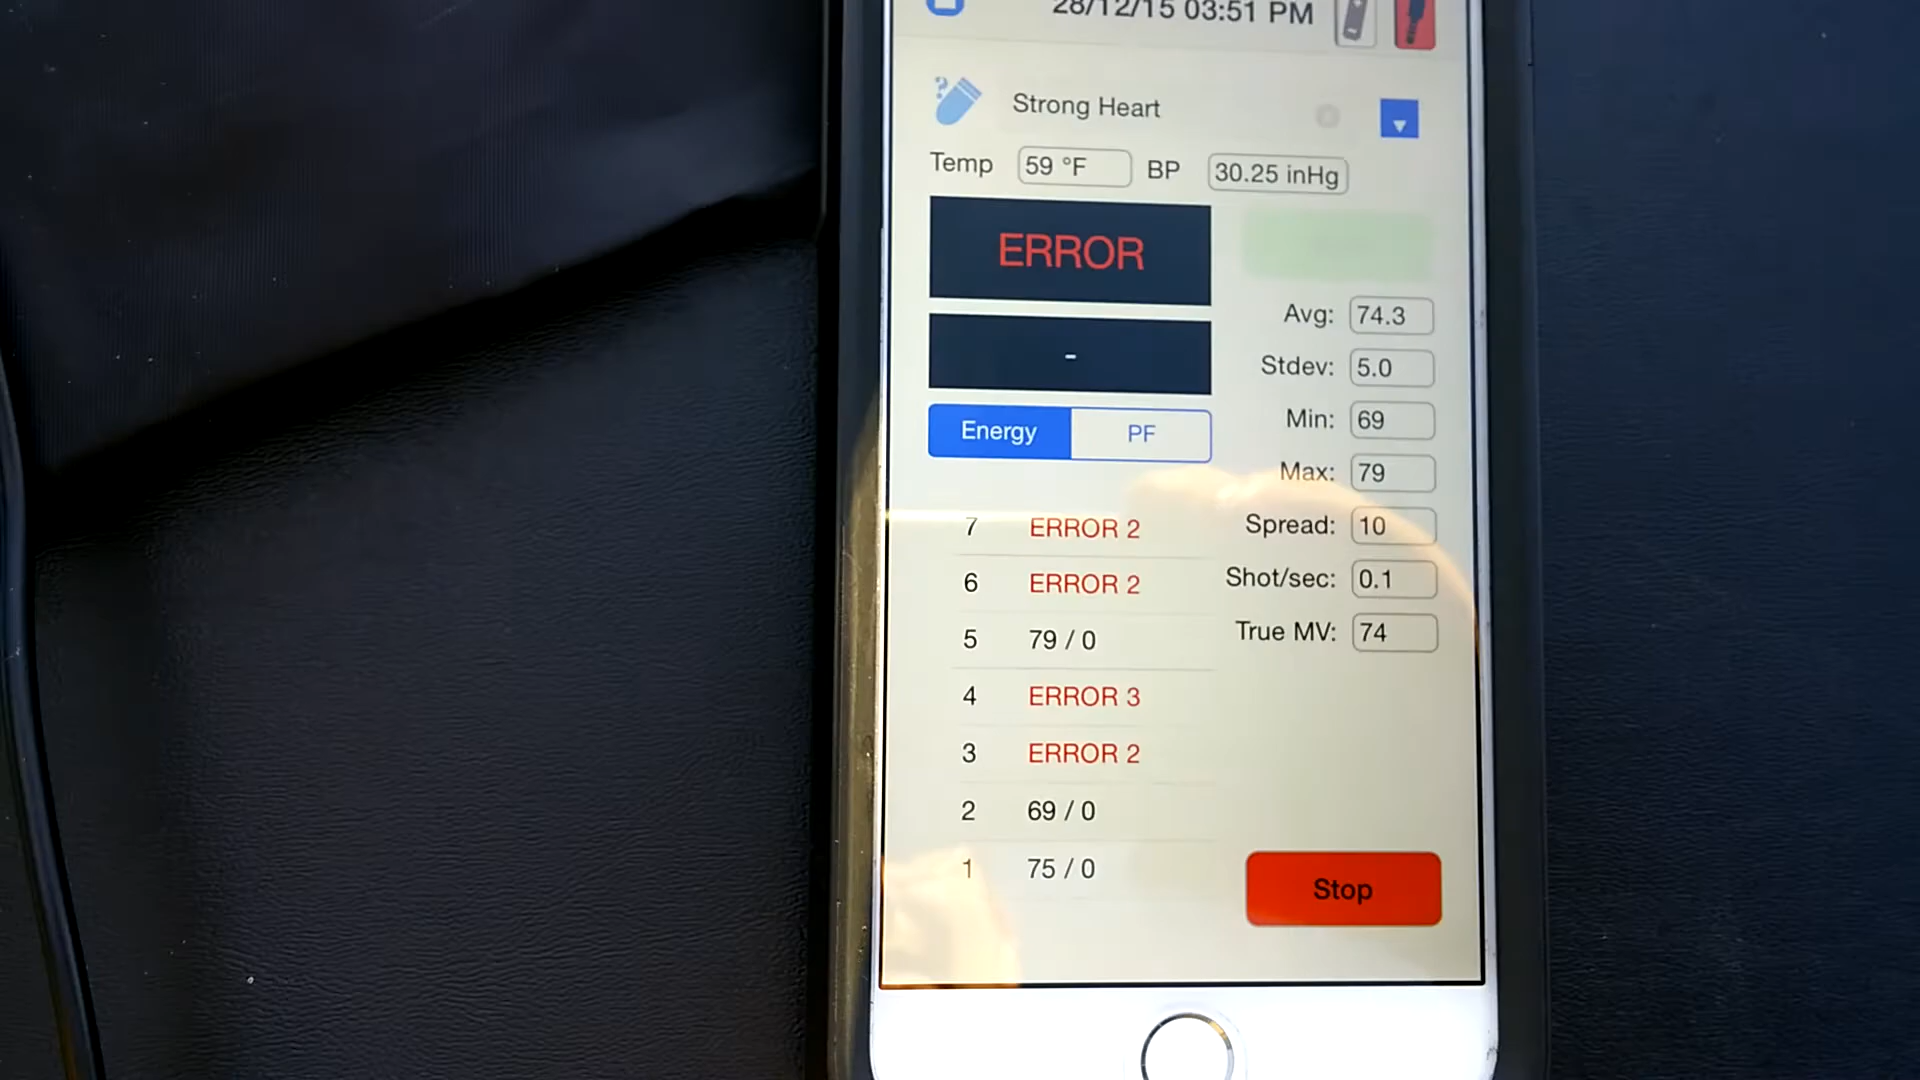 28/12/15 03:51 PM
?
Strong Heart
Temp 59 °F BP 30.25 inHg
ERROR
-
Energy PF
Avg: 74.3
Stdev: 5.0
Min: 69
Max: 79
Spread: 10
Shot/sec: 0.1
True MV: 74
7 ERROR 2
6 ERROR 2
5 79 / 0
4 ERROR 3
3 ERROR 2
2 69 / 0
1 75 / 0
Stop